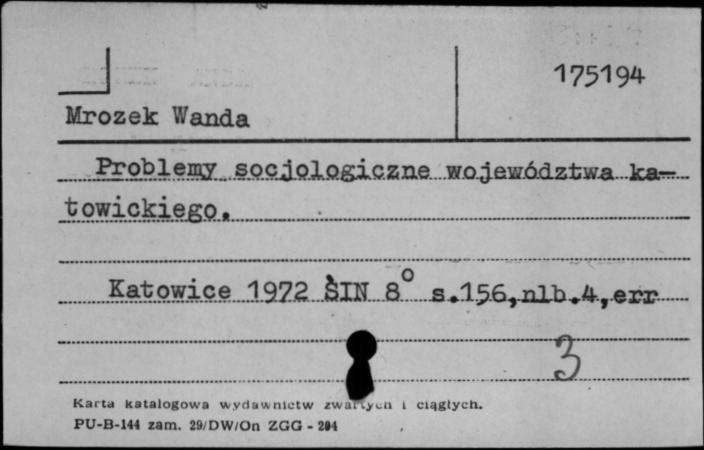 175194
Mrozek Wanda
Problemy socjologiczne województwa ka-
towickiego.
Katowice 1972 ŚIN 8° s.156,nlb.4,err
3
Karta katalogowa wydawnictw zwartych i ciągłych.
PU-B-144 zam. 29/DW/On ZGG - 204